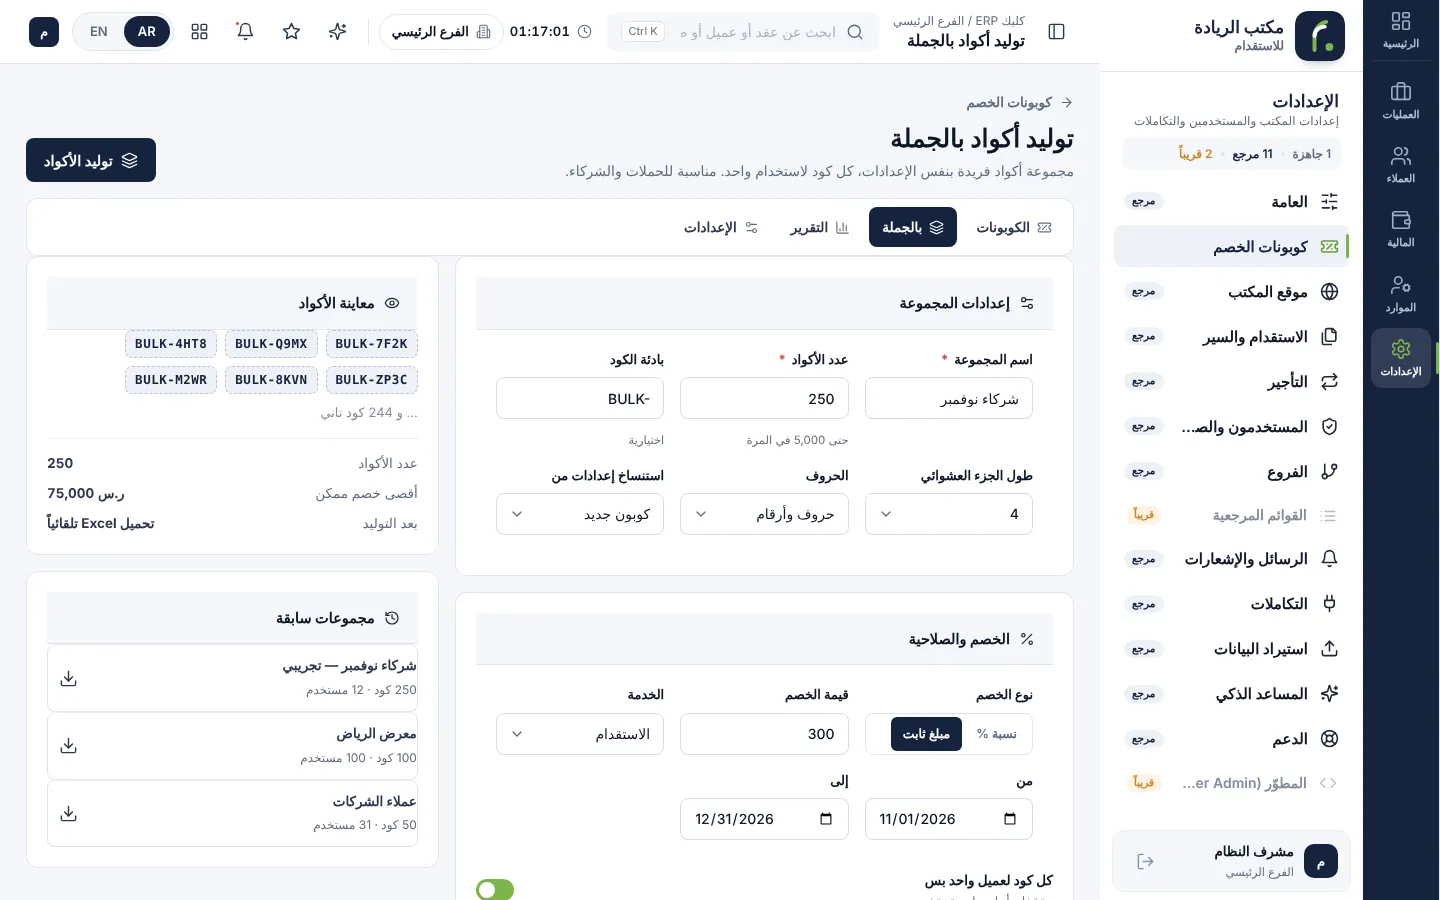 الرئيسية
العمليات
العملاء
المالية
الموارد
الإعدادات
مكتب الريادة
للاستقدام
الإعدادات
إعدادات المكتب والمستخدمين والتكاملات
1 جاهزة · 11 مرجع · 2 قريباً
العامة
مرجع
كوبونات الخصم
موقع المكتب
مرجع
الاستقدام والسير
مرجع
التأجير
مرجع
المستخدمون والص...
مرجع
الفروع
مرجع
القوائم المرجعية
قريباً
الرسائل والإشعارات
مرجع
التكاملات
مرجع
استيراد البيانات
مرجع
المساعد الذكي
مرجع
الدعم
مرجع
المطوّر (er Admin...
قريباً
م
مشرف النظام
الفرع الرئيسي
كليك ERP / الفرع الرئيسي
توليد أكواد بالجملة
ابحث عن عقد أو عميل أو
Ctrl K
01:17:01
الفرع الرئيسي
AR
EN
م
كوبونات الخصم
توليد أكواد بالجملة
مجموعة أكواد فريدة بنفس الإعدادات، كل كود لاستخدام واحد. مناسبة للحملات والشركاء.
توليد الأكواد
الكوبونات
بالجملة
التقرير
الإعدادات
إعدادات المجموعة
اسم المجموعة *
شركاء نوفمبر
عدد الأكواد *
250
حتى 5,000 في المرة
بادئة الكود
BULK-
اختيارية
طول الجزء العشوائي
4
الحروف
حروف وأرقام
استنساخ إعدادات من
كوبون جديد
الخصم والصلاحية
نوع الخصم
نسبة %
مبلغ ثابت
قيمة الخصم
300
الخدمة
الاستقدام
من
11/01/2026
إلى
12/31/2026
كل كود لعميل واحد بس
معاينة الأكواد
BULK-7F2K
BULK-Q9MX
BULK-4HT8
BULK-ZP3C
BULK-8KVN
BULK-M2WR
... و 244 كود تاني
عدد الأكواد
250
أقصى خصم ممكن
75,000 ر.س
بعد التوليد
تحميل Excel تلقائياً
مجموعات سابقة
شركاء نوفمبر — تجريبي
250 كود · 12 مستخدم
معرض الرياض
100 كود · 100 مستخدم
عملاء الشركات
50 كود · 31 مستخدم